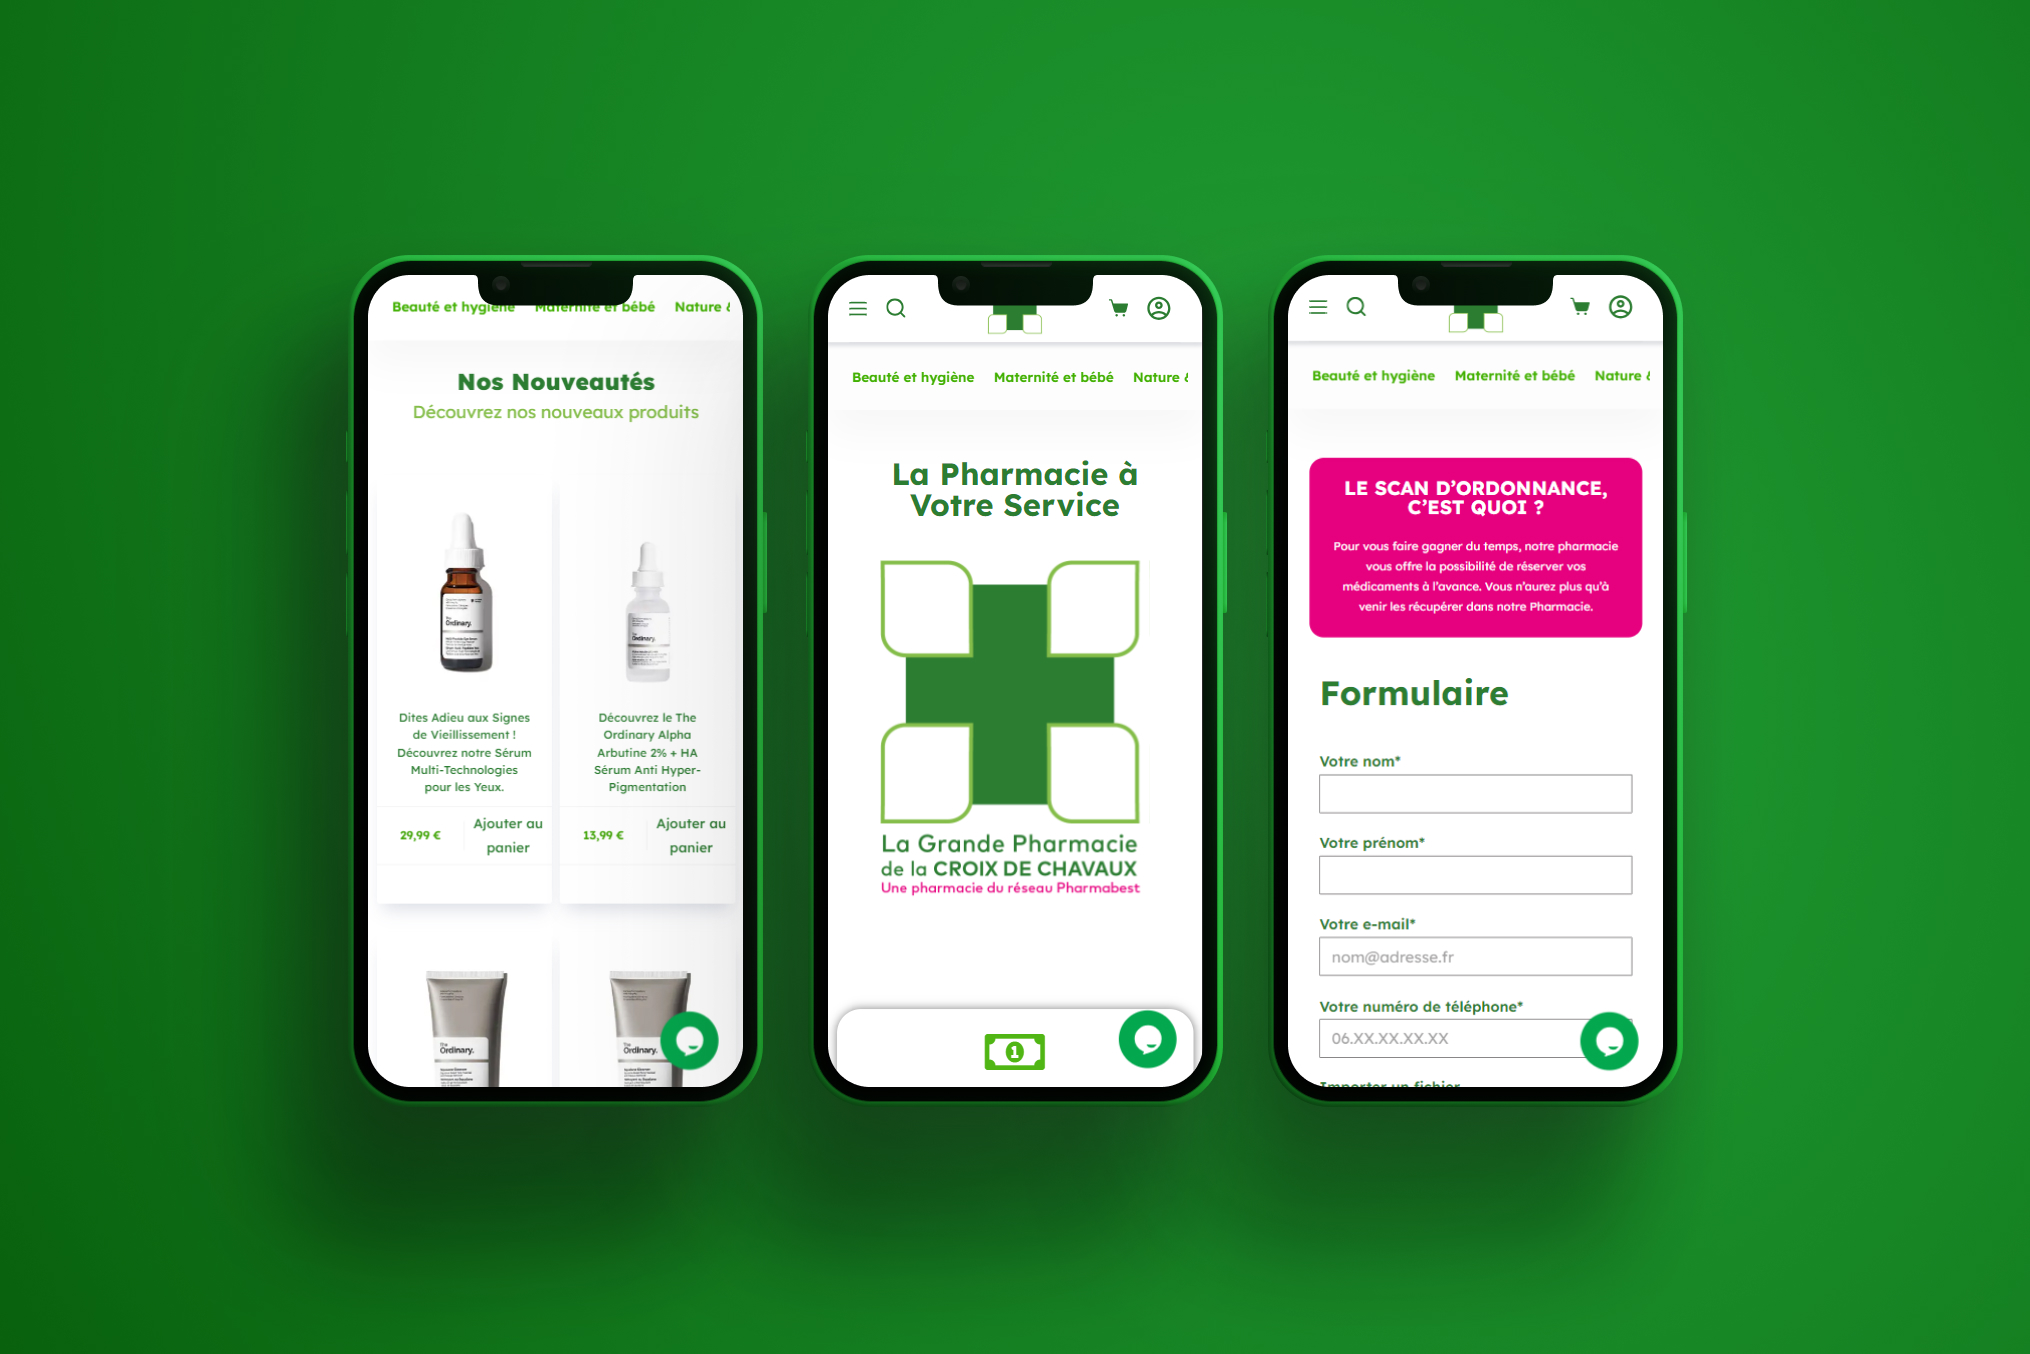 Beauté et hygiène Maternité et bébé Nature &
Nos Nouveautés
Découvrez nos nouveaux produits
The
Ordinary.
The
Ordinary.
Dites Adieu aux Signes
de Vieillissement !
Découvrez notre Sérum
Multi-Technologies
pour les Yeux.
29,99 €
Ajouter au
panier
Découvrez le The
Ordinary Alpha
Arbutine 2% + HA
Sérum Anti Hyper-
Pigmentation
13,99 €
Ajouter au
panier
The
Ordinary.
The
Ordinary.
Beauté et hygiène Maternité et bébé Nature &
La Pharmacie à
Votre Service
La Grande Pharmacie
de la CROIX DE CHAVAUX
Une pharmacie du réseau Pharmabest
1
Beauté et hygiène Maternité et bébé Nature &
LE SCAN D'ORDONNANCE,
C'EST QUOI ?
Pour vous faire gagner du temps, notre pharmacie
vous offre la possibilité de réserver vos
médicaments à l'avance. Vous n'aurez plus qu'à
venir les récupérer dans notre Pharmacie.
Formulaire
Votre nom*
Votre prénom*
Votre e-mail*
nom@adresse.fr
Votre numéro de téléphone*
06.XX.XX.XX.XX
Importer un fichier